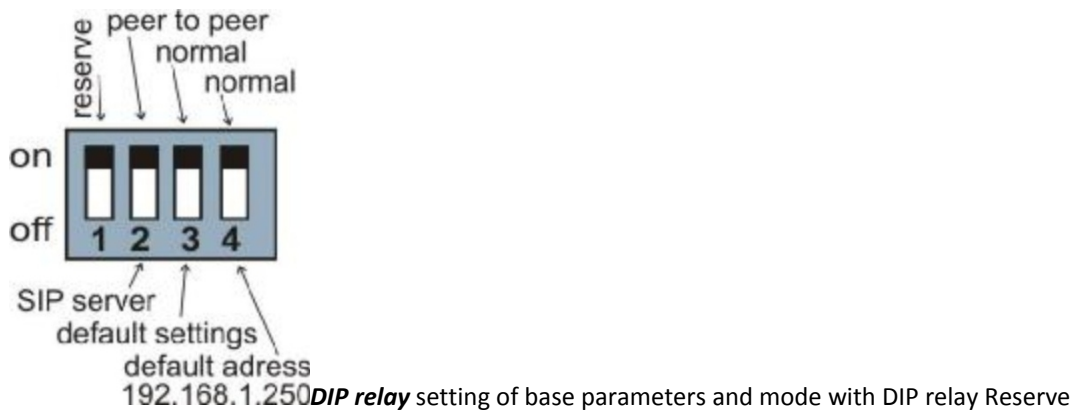 reserve
peer to peer
normal
normal
on
off
1 2 3 4
SIP server
default settings
default adress
192.168.1.250DIP relay setting of base parameters and mode with DIP relay Reserve